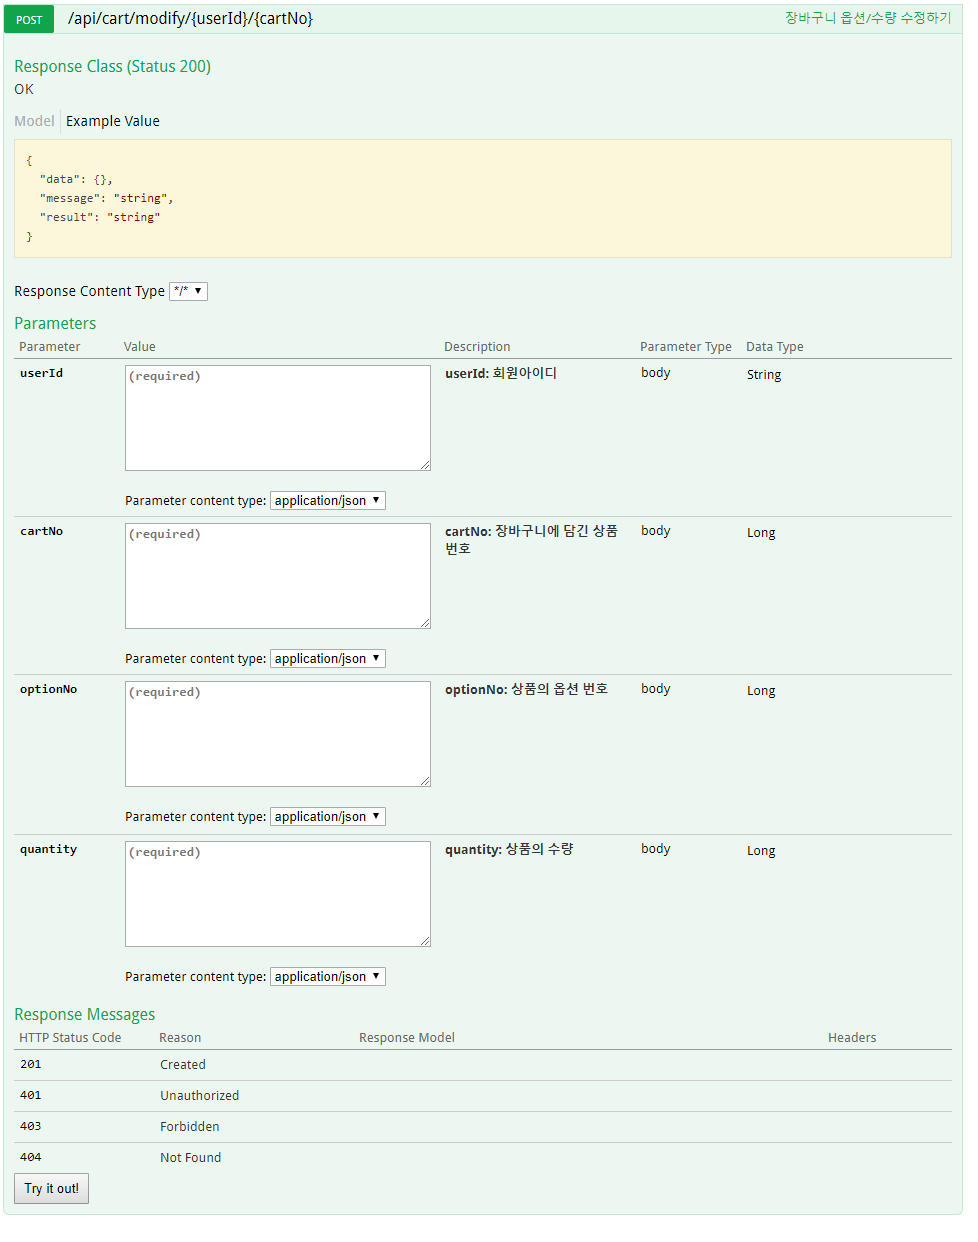 POST /api/cart/modify/{userId}/{cartNo} 장바구니 옵션/수량 수정하기
Response Class (Status 200)
OK
Model Example Value
{
"data": {},
"message": "string",
"result": "string"
}
Response Content Type */*
Parameters
Parameter Value Description Parameter Type Data Type
userId (required) userId: 회원아이디 body String
Parameter content type: application/json
cartNo (required) cartNo: 장바구니에 담긴 상품 body Long
번호
Parameter content type: application/json
optionNo (required) optionNo: 상품의 옵션 번호 body Long
Parameter content type: application/json
quantity (required) quantity: 상품의 수량 body Long
Parameter content type: application/json
Response Messages
HTTP Status Code Reason Response Model Headers
201 Created
401 Unauthorized
403 Forbidden
404 Not Found
Try it out!